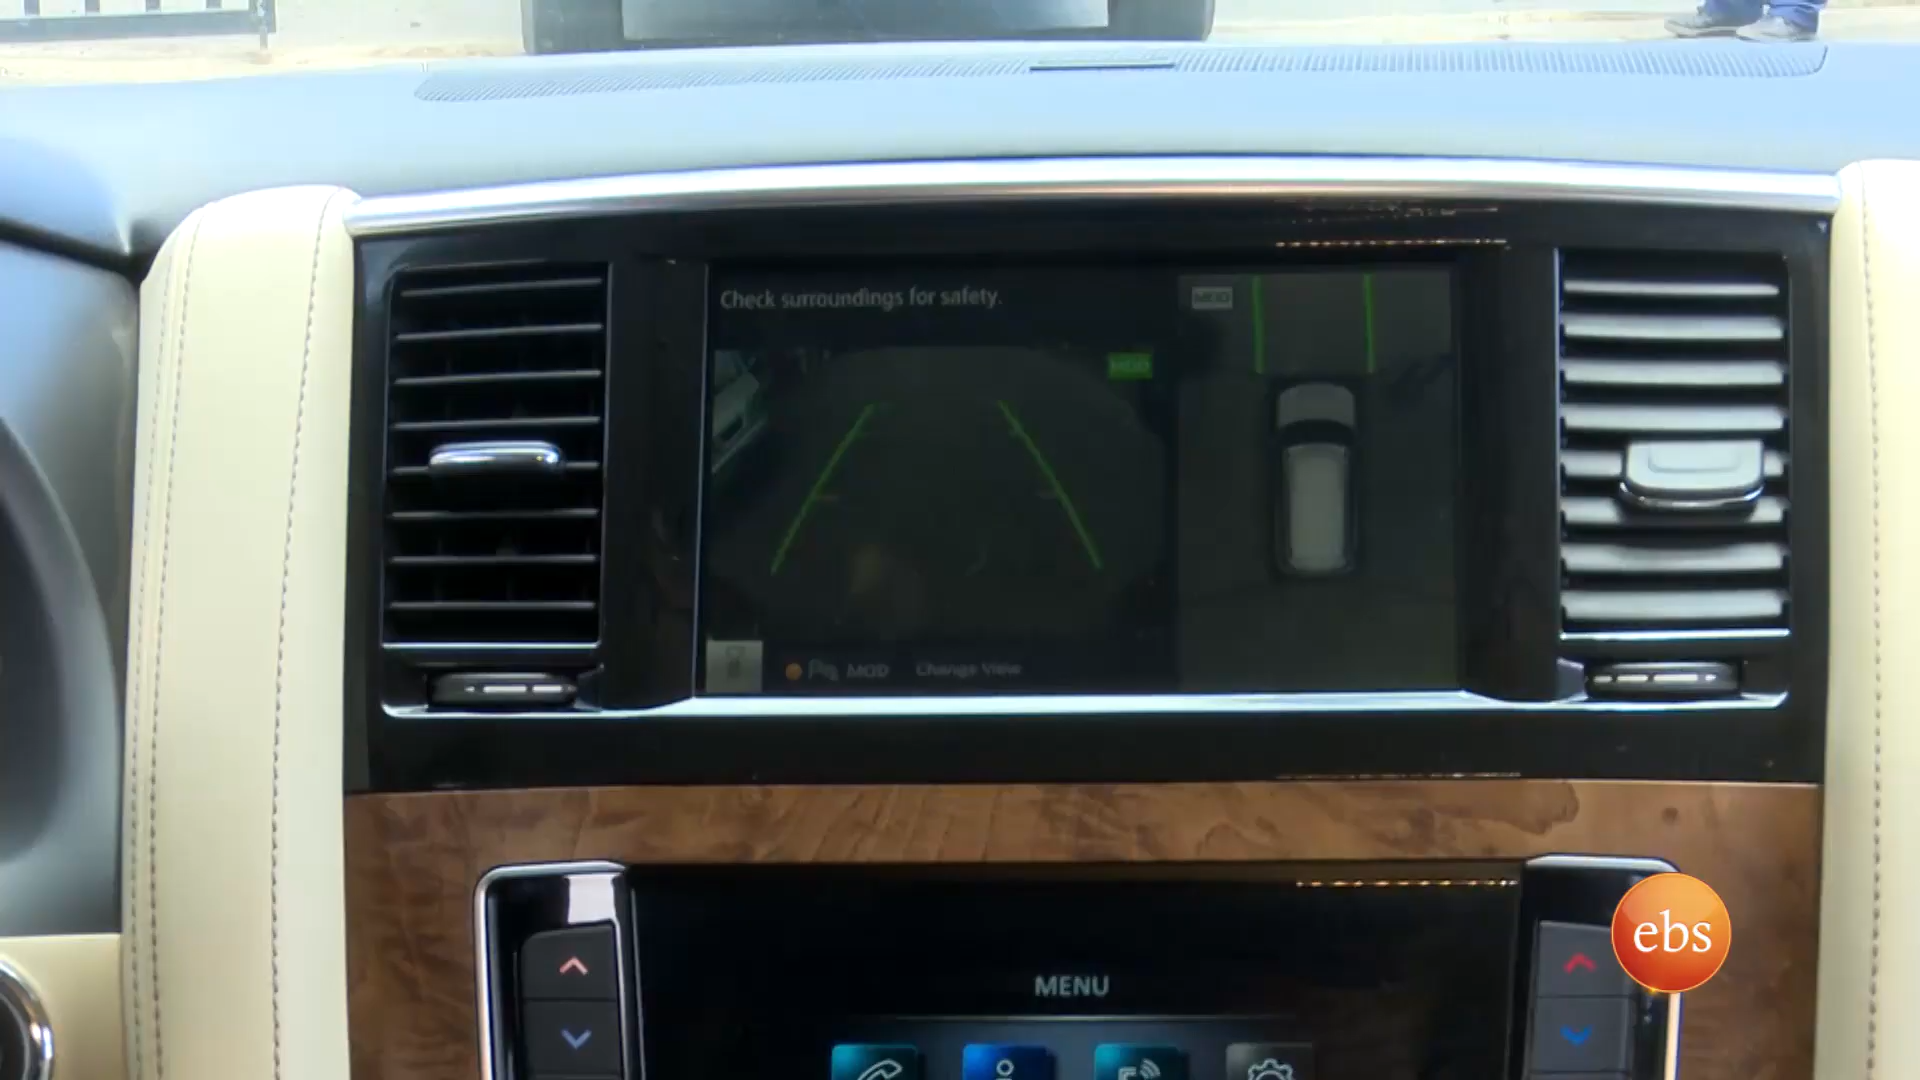 Check surroundings for safety.
MOD
MOD
MOD
Change View
ebs
MENU